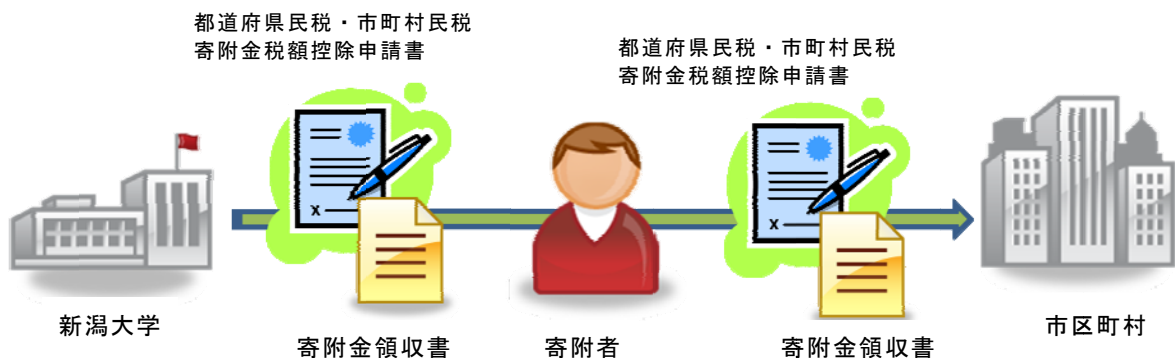 都道府県民税・市町村民税
寄附金税額控除申請書
都道府県民税・市町村民税
寄附金税額控除申請書
x
x
新潟大学
寄附金領収書
寄附者
寄附金領収書
市区町村